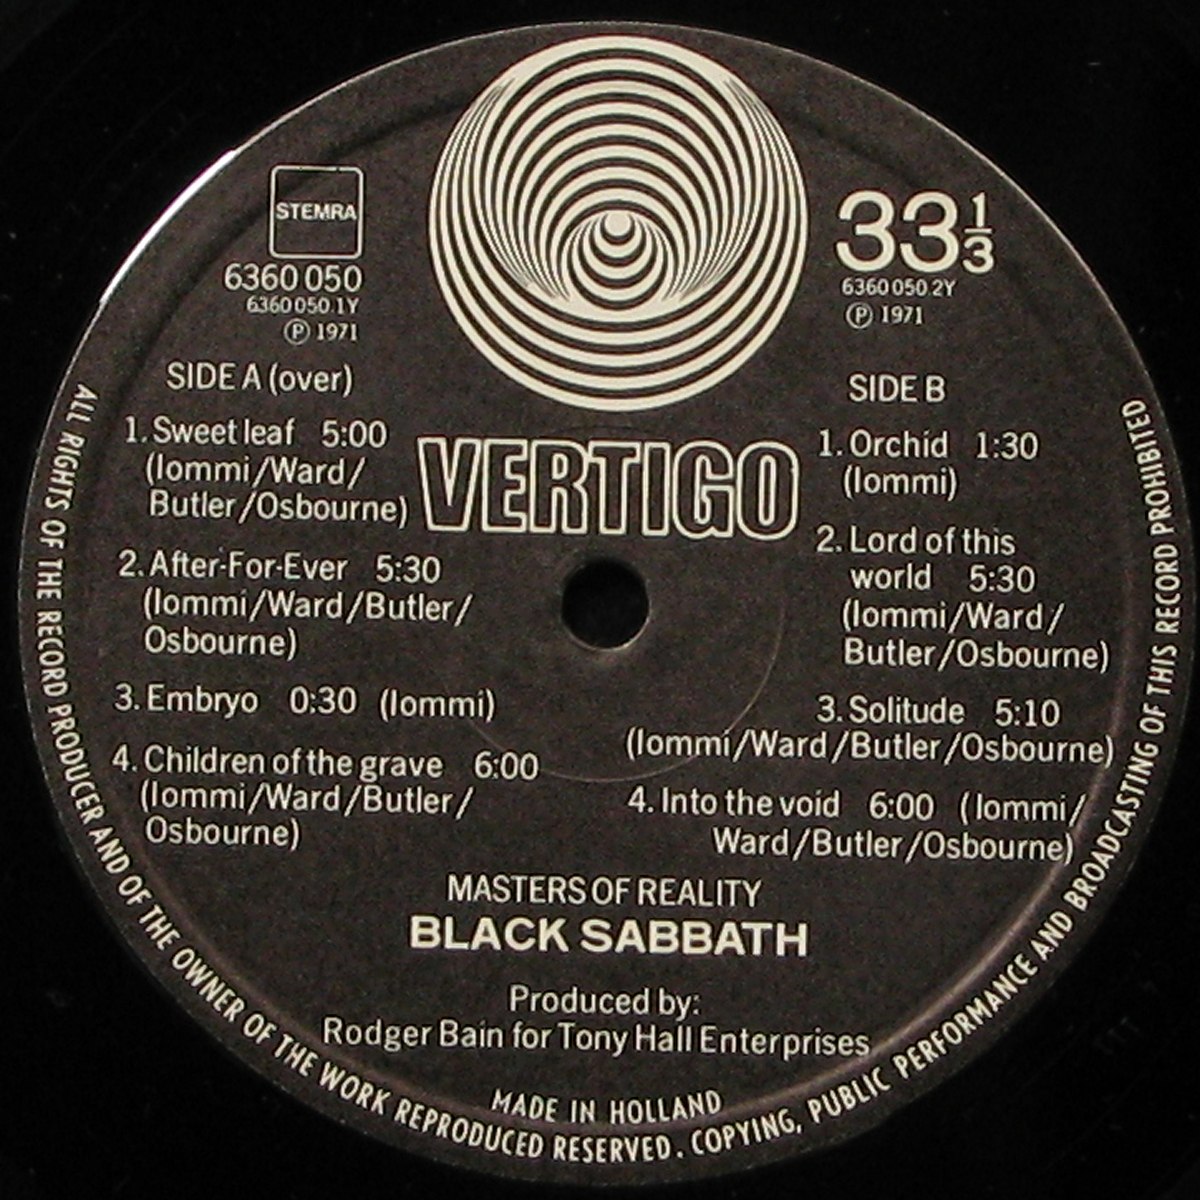 STEMRA
6360 050
6360 050.1Y
Ⓟ 1971
33 1/3
6360 050.2Y
Ⓟ 1971
VERTIGO
SIDE A (over)
1. Sweet leaf 5:00
(Iommi/Ward/
Butler/Osbourne)
2. After-For-Ever 5:30
(Iommi/Ward/Butler/
Osbourne)
3. Embryo 0:30 (Iommi)
4. Children of the grave 6:00
(Iommi/Ward/Butler/
Osbourne)
SIDE B
1. Orchid 1:30
(Iommi)
2. Lord of this
world 5:30
(Iommi/Ward/
Butler/Osbourne)
3. Solitude 5:10
(Iommi/Ward/Butler/Osbourne)
4. Into the void 6:00 (Iommi/
Ward/Butler/Osbourne)
MASTERS OF REALITY
BLACK SABBATH
Produced by:
Rodger Bain for Tony Hall Enterprises
MADE IN HOLLAND
ALL RIGHTS OF THE RECORD PRODUCER AND OF THE OWNER OF THE WORK REPRODUCED RESERVED. COPYING, PUBLIC PERFORMANCE AND BROADCASTING OF THIS RECORD PROHIBITED